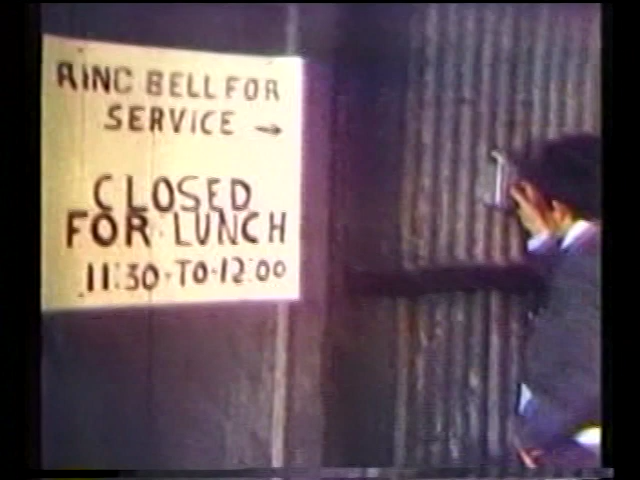 RING BELL FOR
SERVICE →
CLOSED
FOR LUNCH
11:30-TO-12:00